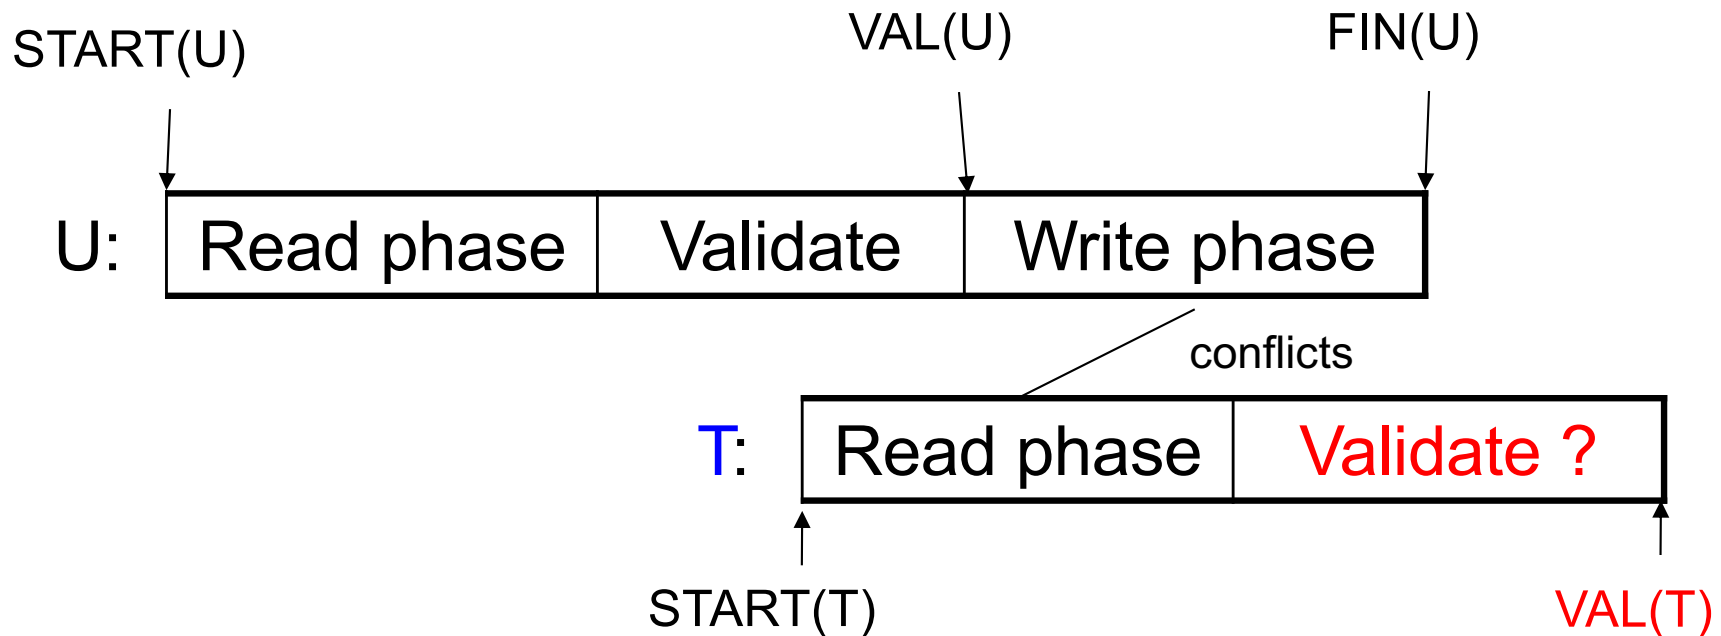 START(U) VAL(U) FIN(U)
U: Read phase Validate Write phase
conflicts
T: Read phase Validate ?
START(T) VAL(T)